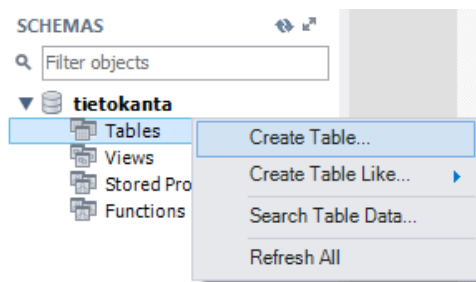 SCHEMAS
Filter objects
tietokanta
Tables
Views
Stored Pro
Functions
Create Table...
Create Table Like...
Search Table Data...
Refresh All